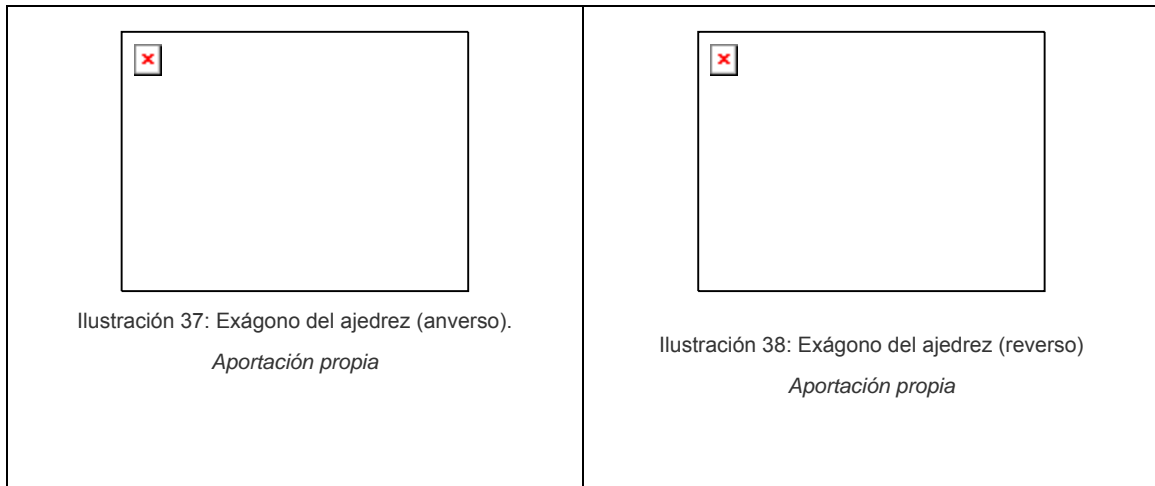 Ilustración 37: Exágono del ajedrez (anverso).
Aportación propia
Ilustración 38: Exágono del ajedrez (reverso)
Aportación propia